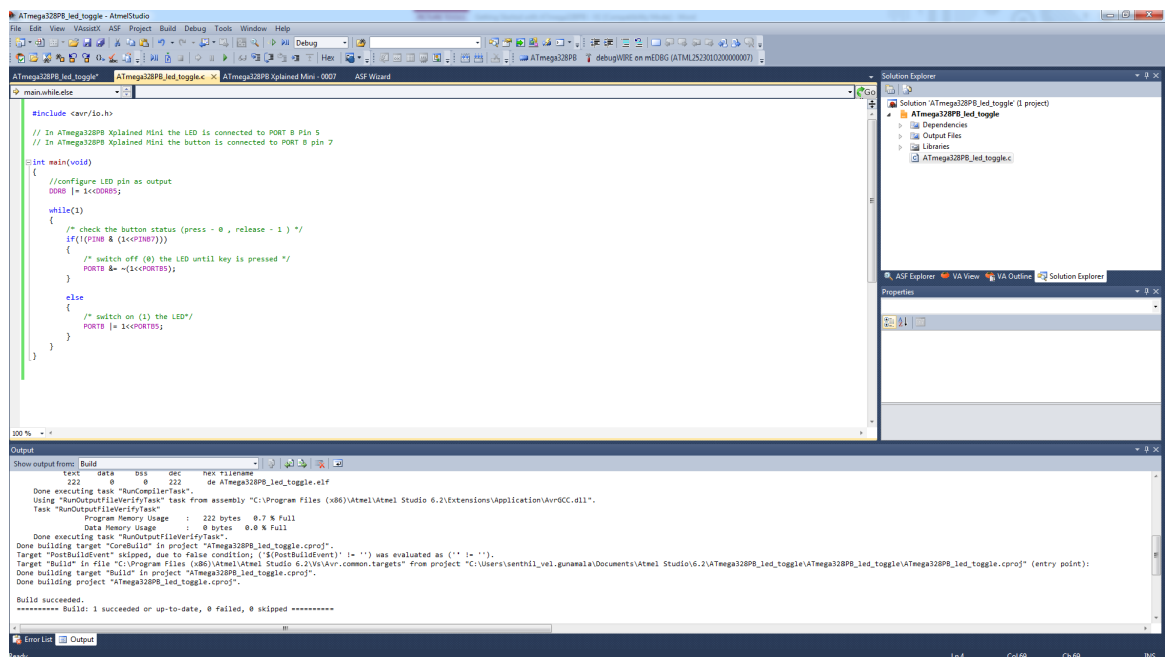 ATmega328PB_led_toggle - AtmelStudio
File Edit View VAssistX ASF Project Build Debug Tools Window Help
Debug
Hex
ATmega328PB
debugWIRE on mEDBG (ATML2523010200000007)
ATmega328PB_led_toggle*
ATmega328PB_led_toggle.c
ATmega328PB Xplained Mini - 0007
ASF Wizard
main.while.else
Go
#include <avr/io.h>
// In ATmega328PB Xplained Mini the LED is connected to PORT B Pin 5
// In ATmega328PB Xplained Mini the button is connected to PORT B pin 7
int main(void)
{
//configure LED pin as output
DDRB |= 1<<DDRB5;
while(1)
{
/* check the button status (press - 0 , release - 1 ) */
if(!(PINB & (1<<PINB7)))
{
/* switch off (0) the LED until key is pressed */
PORTB &= ~(1<<PORTB5);
}
else
{
/* switch on (1) the LED*/
PORTB |= 1<<PORTB5;
}
}
}
100 %
Solution Explorer
Solution 'ATmega328PB_led_toggle' (1 project)
ATmega328PB_led_toggle
Dependencies
Output Files
Libraries
ATmega328PB_led_toggle.c
ASF Explorer
VA View
VA Outline
Solution Explorer
Properties
Output
Show output from: Build
text data bss dec hex filename
222 0 0 222 de ATmega328PB_led_toggle.elf
Done executing task "RunCompilerTask".
Using "RunOutputFileVerifyTask" task from assembly "C:\Program Files (x86)\Atmel\Atmel Studio 6.2\Extensions\Application\AvrGCC.dll".
Task "RunOutputFileVerifyTask"
Program Memory Usage : 222 bytes 0.7 % Full
Data Memory Usage : 0 bytes 0.0 % Full
Done executing task "RunOutputFileVerifyTask".
Done building target "CoreBuild" in project "ATmega328PB_led_toggle.cproj".
Target "PostBuildEvent" skipped, due to false condition; ('$(PostBuildEvent)' != '') was evaluated as ('' != '').
Target "Build" in file "C:\Program Files (x86)\Atmel\Atmel Studio 6.2\Vs\Avr.common.targets" from project "C:\Users\senthil_vel.gunamala\Documents\Atmel Studio\6.2\ATmega328PB_led_toggle\ATmega328PB_led_toggle\ATmega328PB_led_toggle.cproj" (entry point):
Done building target "Build" in project "ATmega328PB_led_toggle.cproj".
Done building project "ATmega328PB_led_toggle.cproj".
Build succeeded.
========== Build: 1 succeeded or up-to-date, 0 failed, 0 skipped ==========
Error List
Output
Ready
Ln 4
Col 69
Ch 69
INS